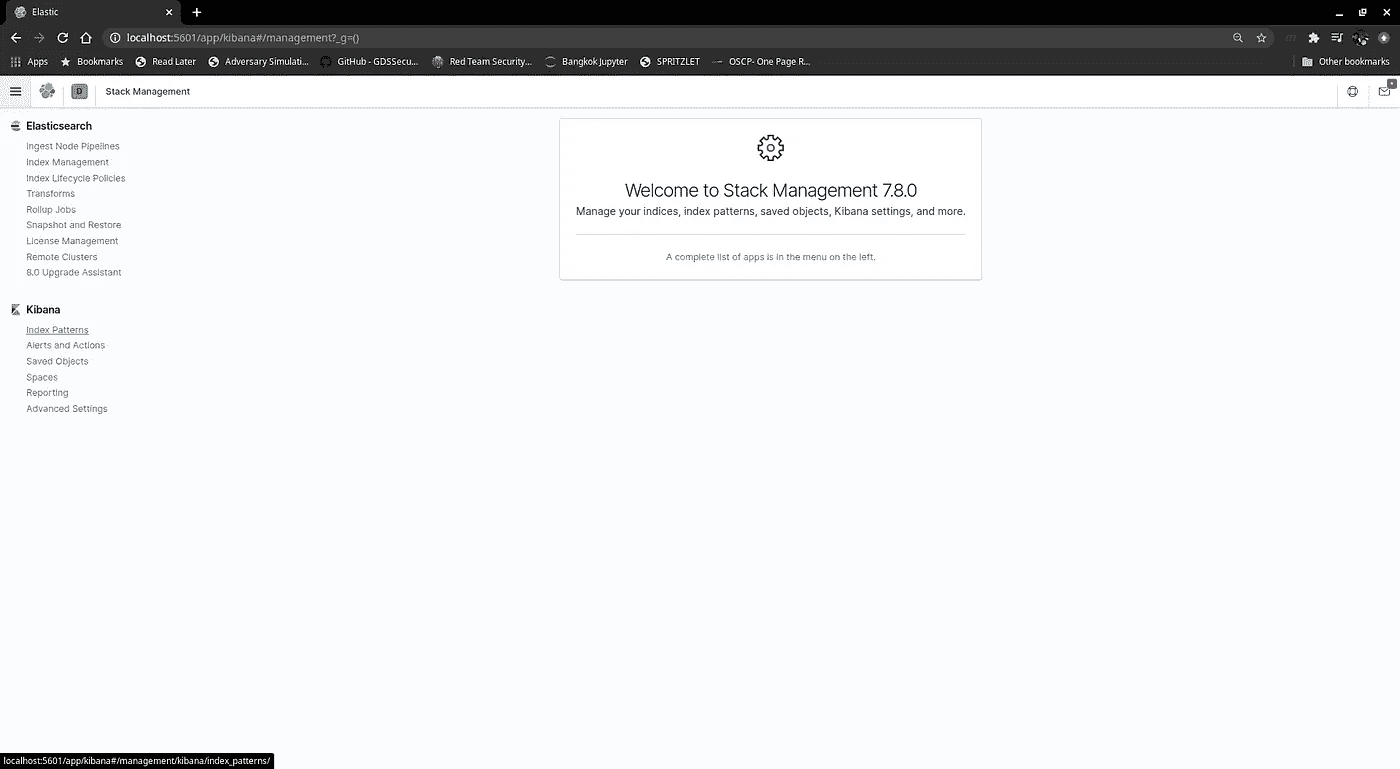 Elastic
localhost:5601/app/kibana#/management?_g=()
Apps Bookmarks Read Later Adversary Simulati... GitHub - GDSSecu... Red Team Security... Bangkok Jupyter SPRITZLET OSCP- One Page R... Other bookmarks
D Stack Management
Elasticsearch
Ingest Node Pipelines
Index Management
Index Lifecycle Policies
Transforms
Rollup Jobs
Snapshot and Restore
License Management
Remote Clusters
8.0 Upgrade Assistant
Kibana
Index Patterns
Alerts and Actions
Saved Objects
Spaces
Reporting
Advanced Settings
Welcome to Stack Management 7.8.0
Manage your indices, index patterns, saved objects, Kibana settings, and more.
A complete list of apps is in the menu on the left.
localhost:5601/app/kibana#/management/kibana/index_patterns/